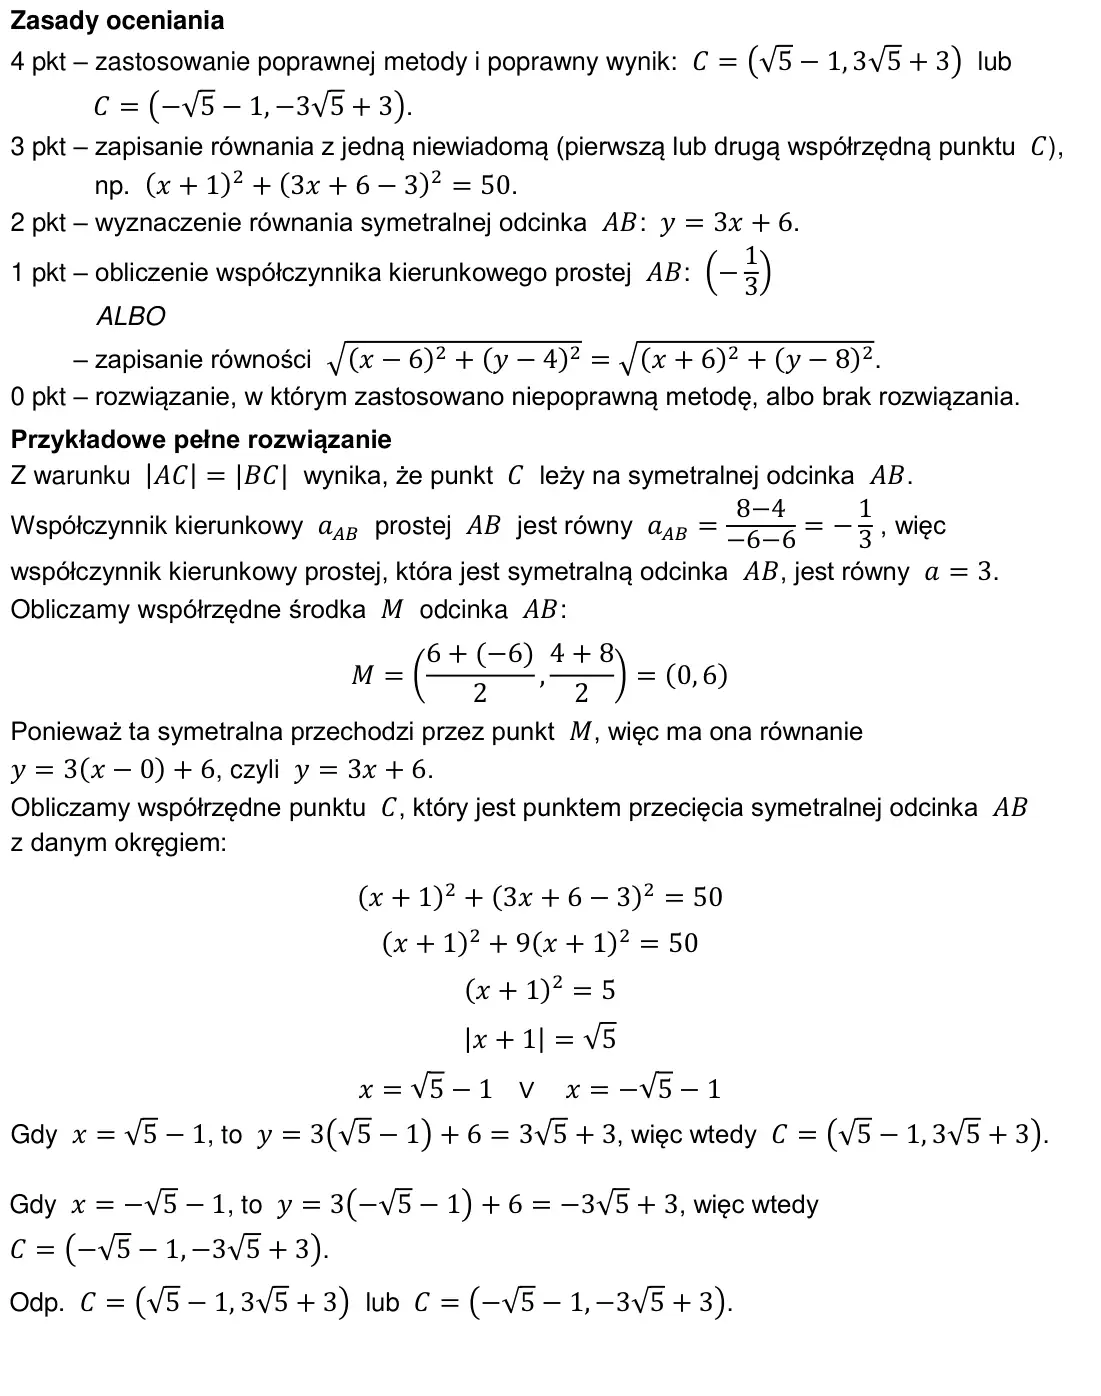 Zasady oceniania
4 pkt – zastosowanie poprawnej metody i poprawny wynik: C = (√5 − 1, 3√5 + 3) lub
C = (−√5 − 1, −3√5 + 3).
3 pkt – zapisanie równania z jedną niewiadomą (pierwszą lub drugą współrzędną punktu C),
np. (x + 1)² + (3x + 6 − 3)² = 50.
2 pkt – wyznaczenie równania symetralnej odcinka AB: y = 3x + 6.
1 pkt – obliczenie współczynnika kierunkowego prostej AB: (−1/3)
ALBO
– zapisanie równości √((x − 6)² + (y − 4)²) = √((x + 6)² + (y − 8)²).
0 pkt – rozwiązanie, w którym zastosowano niepoprawną metodę, albo brak rozwiązania.
Przykładowe pełne rozwiązanie
Z warunku |AC| = |BC| wynika, że punkt C leży na symetralnej odcinka AB.
Współczynnik kierunkowy a_AB prostej AB jest równy a_AB = (8−4)/(−6−6) = −1/3, więc
współczynnik kierunkowy prostej, która jest symetralną odcinka AB, jest równy a = 3.
Obliczamy współrzędne środka M odcinka AB:
M = ((6 + (−6))/2, (4 + 8)/2) = (0, 6)
Ponieważ ta symetralna przechodzi przez punkt M, więc ma ona równanie
y = 3(x − 0) + 6, czyli y = 3x + 6.
Obliczamy współrzędne punktu C, który jest punktem przecięcia symetralnej odcinka AB
z danym okręgiem:
(x + 1)² + (3x + 6 − 3)² = 50
(x + 1)² + 9(x + 1)² = 50
(x + 1)² = 5
|x + 1| = √5
x = √5 − 1 ∨ x = −√5 − 1
Gdy x = √5 − 1, to y = 3(√5 − 1) + 6 = 3√5 + 3, więc wtedy C = (√5 − 1, 3√5 + 3).
Gdy x = −√5 − 1, to y = 3(−√5 − 1) + 6 = −3√5 + 3, więc wtedy
C = (−√5 − 1, −3√5 + 3).
Odp. C = (√5 − 1, 3√5 + 3) lub C = (−√5 − 1, −3√5 + 3).